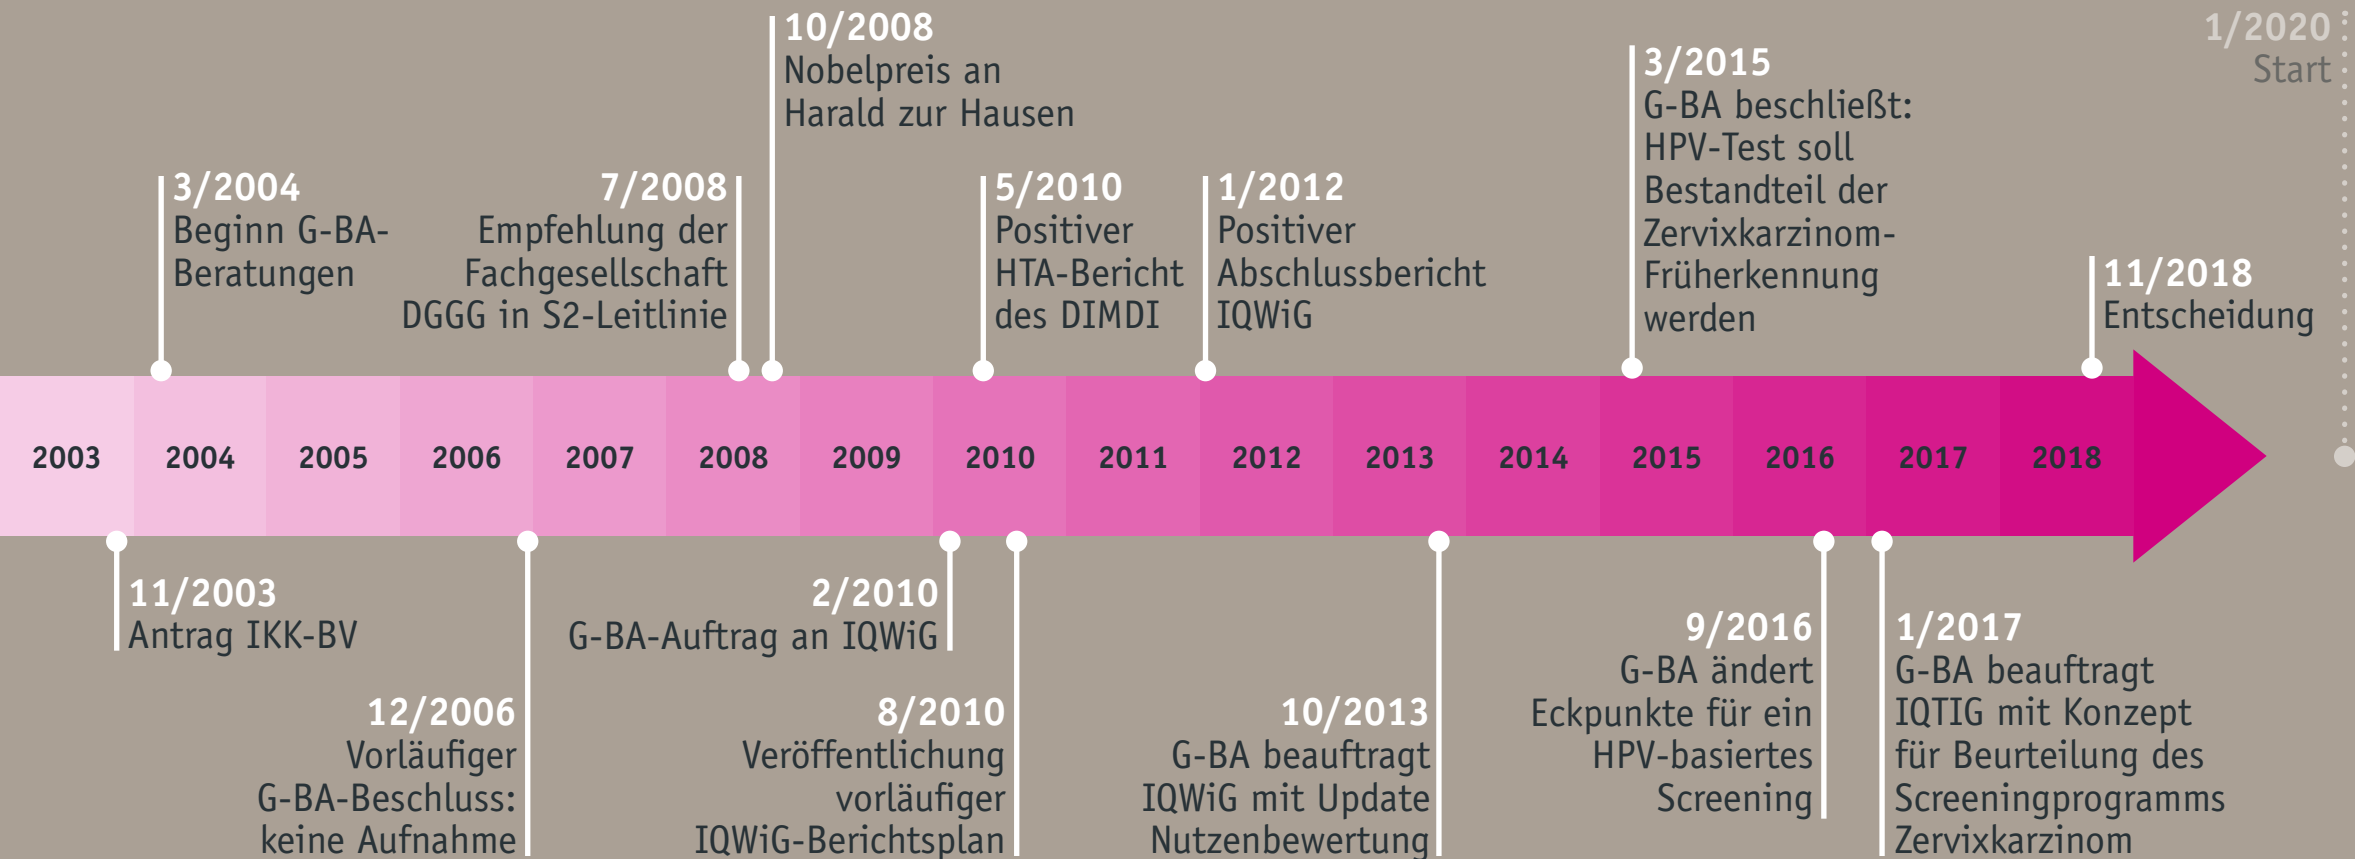 10/2008
Nobelpreis an
Harald zur Hausen
1/2020
Start
3/2015
G-BA beschließt:
HPV-Test soll
Bestandteil der
Zervixkarzinom-
Früherkennung
werden
3/2004
Beginn G-BA-
Beratungen
7/2008
Empfehlung der
Fachgesellschaft
DGGG in S2-Leitlinie
5/2010
Positiver
HTA-Bericht
des DIMDI
1/2012
Positiver
Abschlussbericht
IQWiG
11/2018
Entscheidung
2003 2004 2005 2006 2007 2008 2009 2010 2011 2012 2013 2014 2015 2016 2017 2018
11/2003
Antrag IKK-BV
12/2006
Vorläufiger
G-BA-Beschluss:
keine Aufnahme
2/2010
G-BA-Auftrag an IQWiG
8/2010
Veröffentlichung
vorläufiger
IQWiG-Berichtsplan
10/2013
G-BA beauftragt
IQWiG mit Update
Nutzenbewertung
9/2016
G-BA ändert
Eckpunkte für ein
HPV-basiertes
Screening
1/2017
G-BA beauftragt
IQTIG mit Konzept
für Beurteilung des
Screeningprogramms
Zervixkarzinom